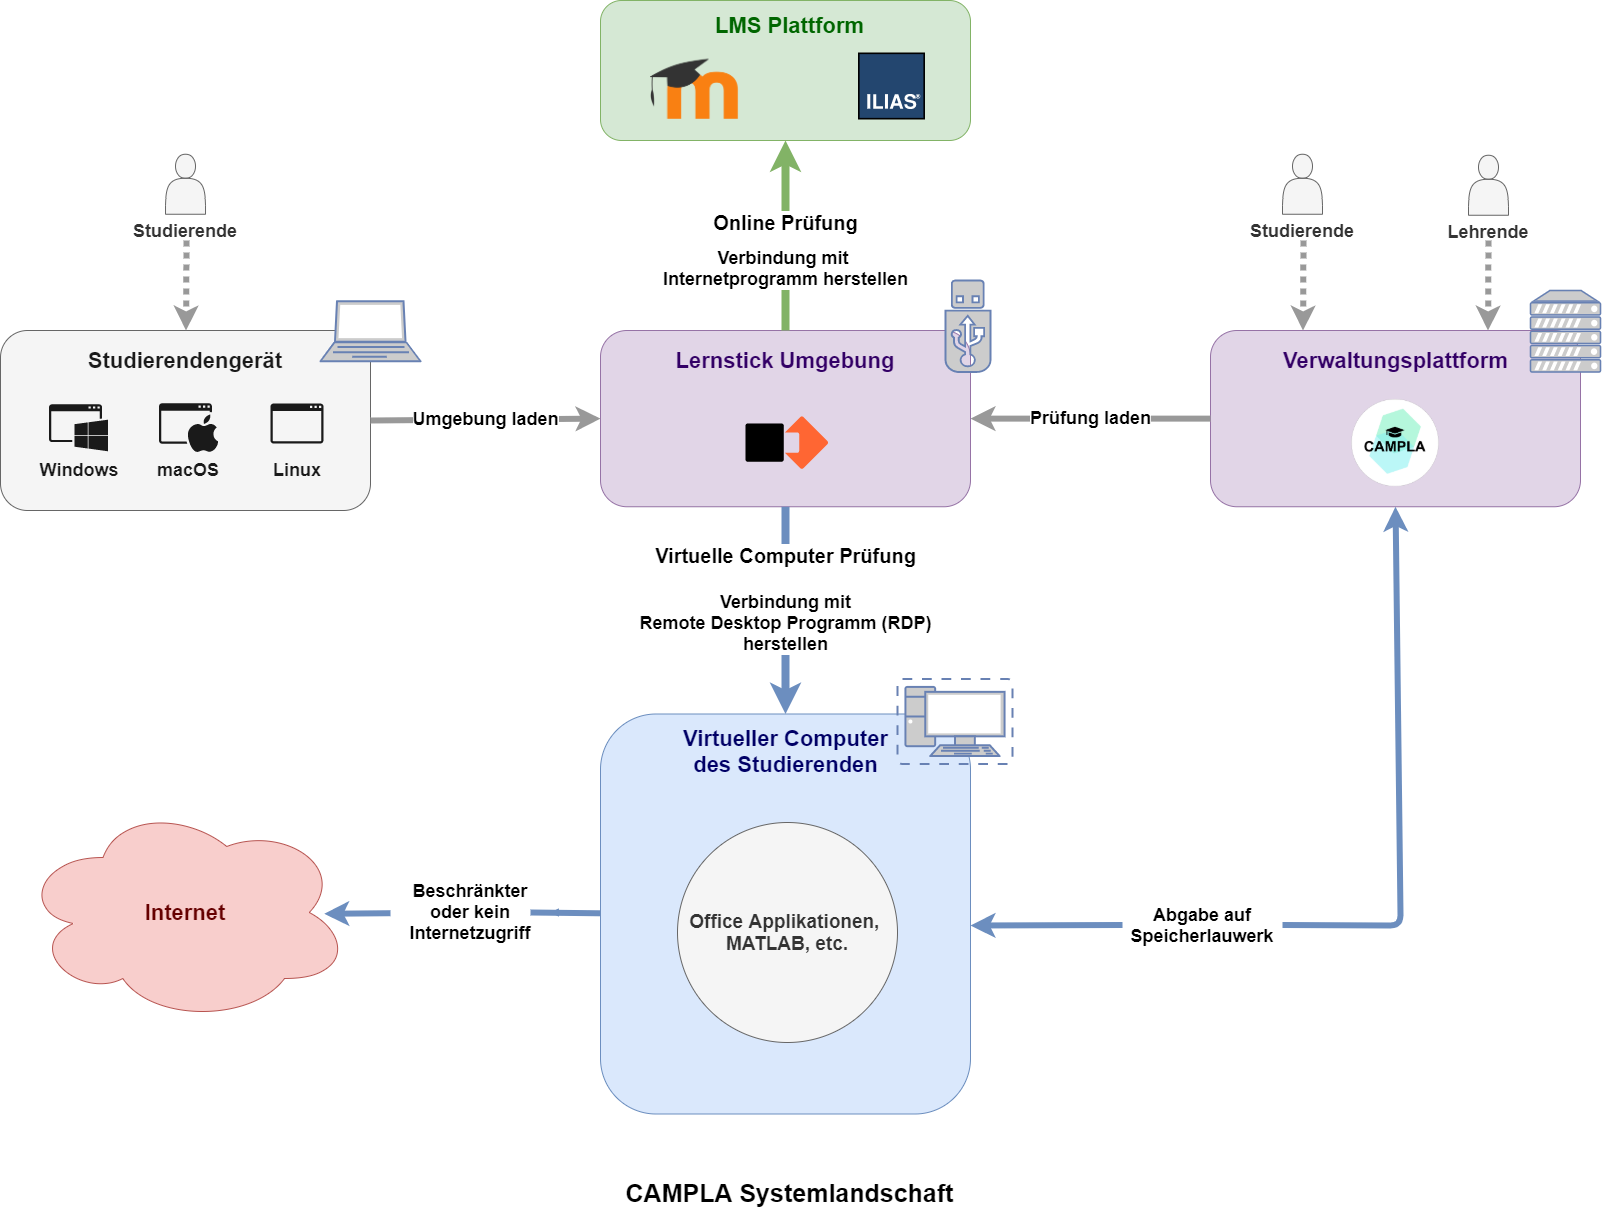 LMS Plattform
m
ILIAS®
Studierende
Studierende
Lehrende
Online Prüfung
Verbindung mit
Internetprogramm herstellen
Studierendengerät
Windows
macOS
Linux
Umgebung laden
Lernstick Umgebung
Prüfung laden
Verwaltungsplattform
CAMPLA
Virtuelle Computer Prüfung
Verbindung mit
Remote Desktop Programm (RDP)
herstellen
Virtueller Computer
des Studierenden
Office Applikationen,
MATLAB, etc.
Internet
Beschränkter
oder kein
Internetzugriff
Abgabe auf
Speicherlauwerk
CAMPLA Systemlandschaft